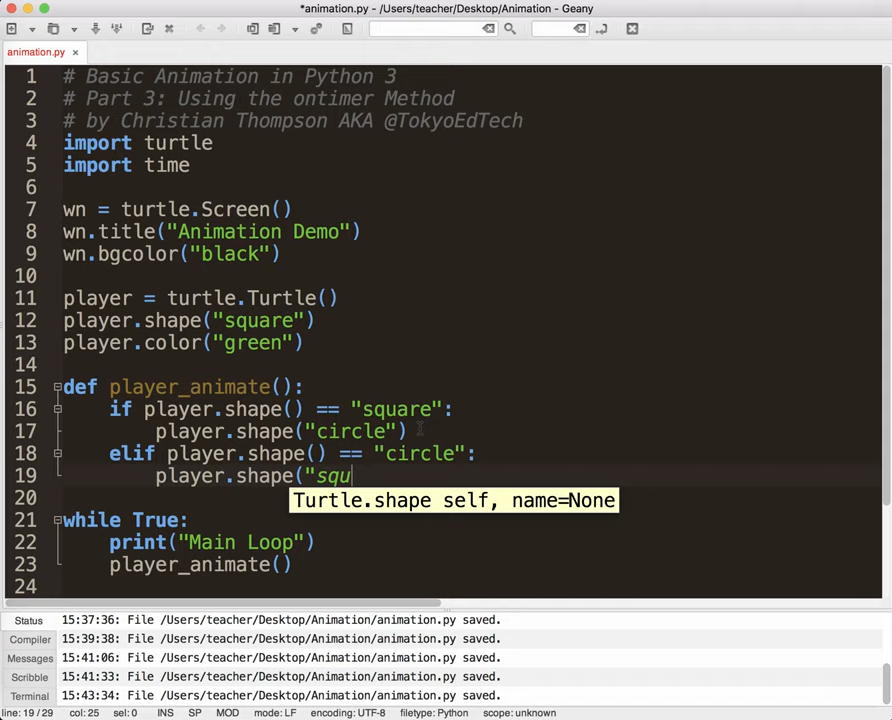 *animation.py - /Users/teacher/Desktop/Animation - Geany
animation.py ×
1 # Basic Animation in Python 3
2 # Part 3: Using the ontimer Method
3 # by Christian Thompson AKA @TokyoEdTech
4 import turtle
5 import time
6
7 wn = turtle.Screen()
8 wn.title("Animation Demo")
9 wn.bgcolor("black")
10
11 player = turtle.Turtle()
12 player.shape("square")
13 player.color("green")
14
15 def player_animate():
16 if player.shape() == "square":
17 player.shape("circle")
18 elif player.shape() == "circle":
19 player.shape("squ
Turtle.shape self, name=None
20
21 while True:
22 print("Main Loop")
23 player_animate()
24
Status 15:37:36: File /Users/teacher/Desktop/Animation/animation.py saved.
Compiler 15:39:38: File /Users/teacher/Desktop/Animation/animation.py saved.
Messages 15:41:06: File /Users/teacher/Desktop/Animation/animation.py saved.
Scribble 15:41:33: File /Users/teacher/Desktop/Animation/animation.py saved.
Terminal 15:43:34: File /Users/teacher/Desktop/Animation/animation.py saved.
line: 19 / 29 col: 25 sel: 0 INS SP MOD mode: LF encoding: UTF-8 filetype: Python scope: unknown